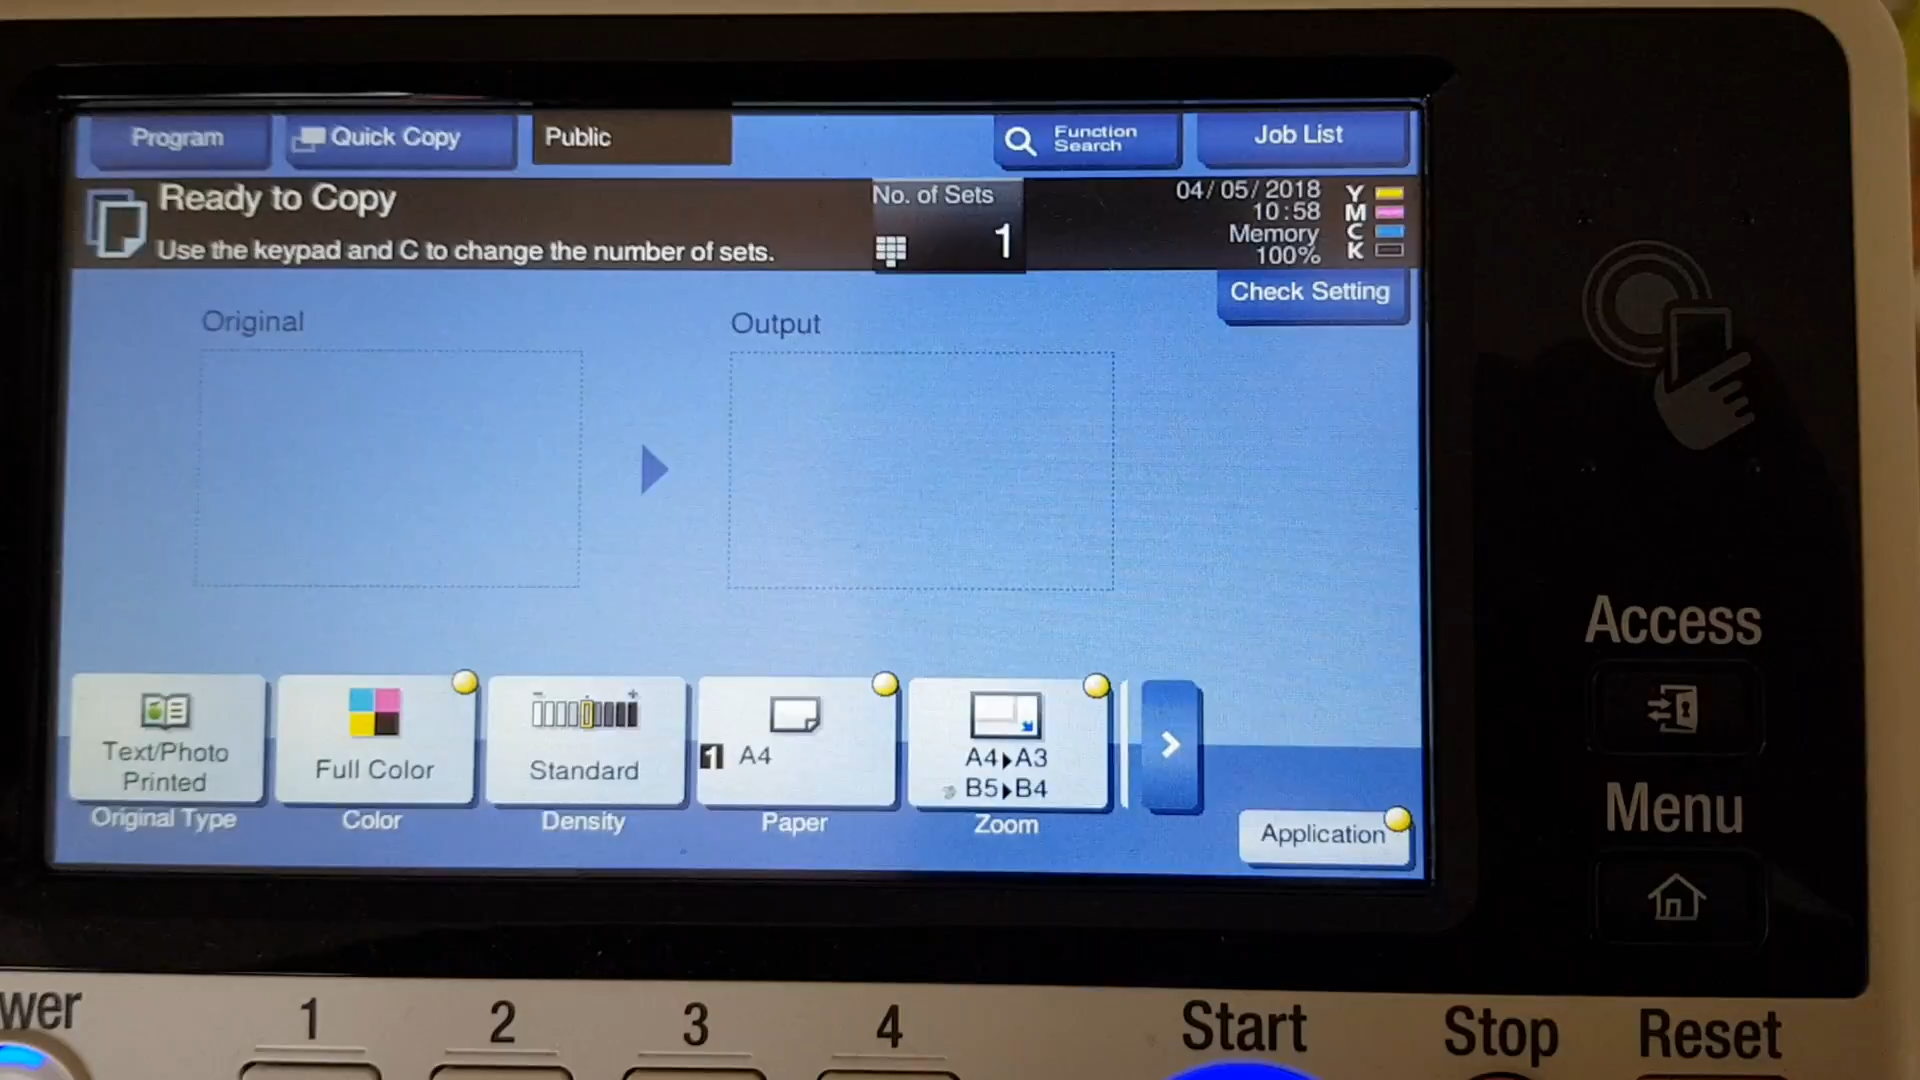 Program
Quick Copy
Public
Function
Search
Job List
Ready to Copy
Use the keypad and C to change the number of sets.
No. of Sets
1
04/05/2018
10:58
Memory
100%
Y
M
C
K
Check Setting
Original
Output
Text/Photo
Printed
Original Type
Full Color
Color
- +
Standard
Density
1 A4
Paper
A4▶A3
B5▶B4
Zoom
Application
Access
Menu
wer
1
2
3
4
Start
Stop
Reset